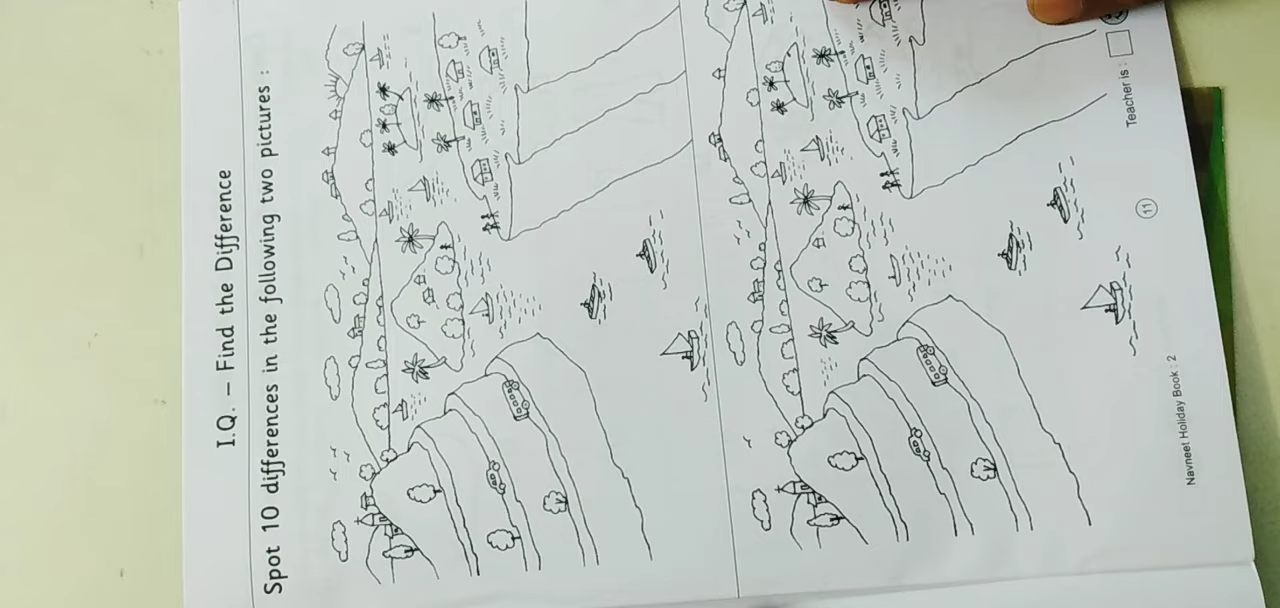 I.Q. – Find the Difference
Spot 10 differences in the following two pictures :
Teacher is :
11
Navneet Holiday Book : 2